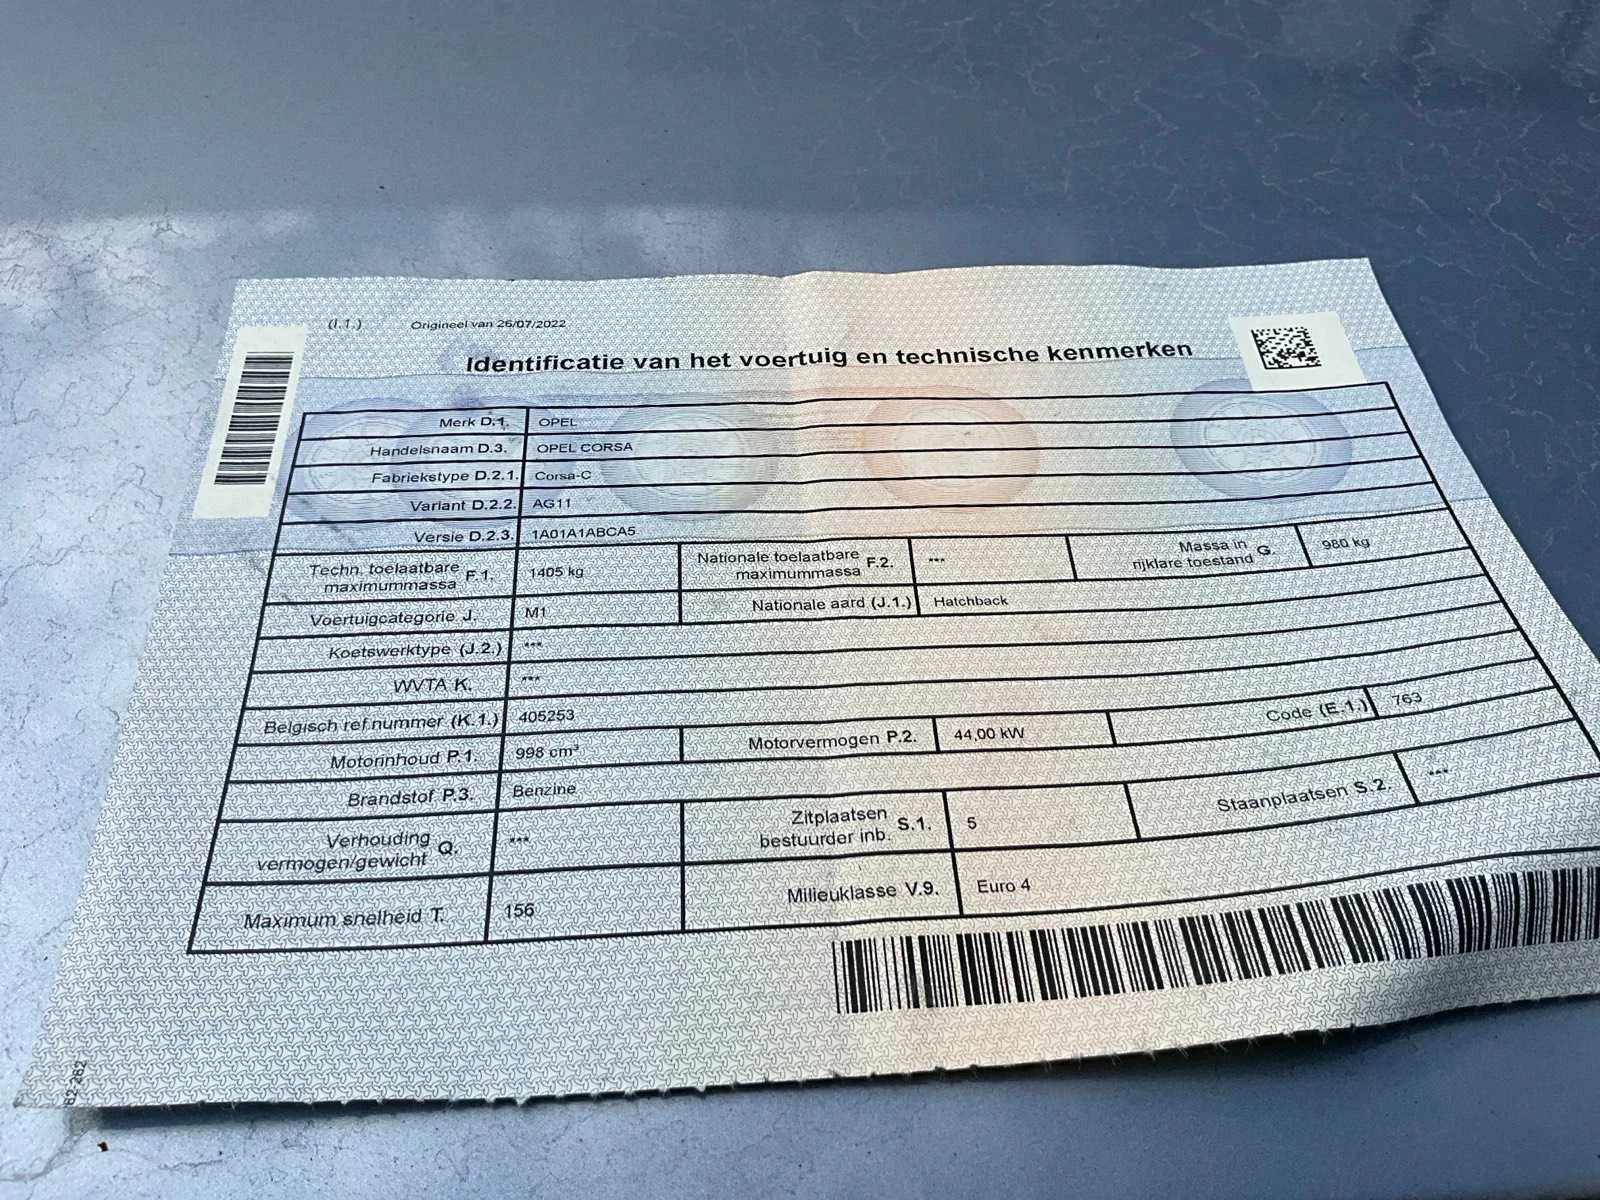 (I.1.) Origineel van 26/07/2022
Identificatie van het voertuig en technische kenmerken
Merk D.1. OPEL
Handelsnaam D.3. OPEL CORSA
Fabriekstype D.2.1. Corsa-C
Variant D.2.2. AG11
Versie D.2.3. 1A01A1ABCA5
Techn. toelaatbare
maximummassa F.1. 1405 kg
Nationale toelaatbare
maximummassa F.2. ***
Massa in
rijklare toestand G. 980 kg
Voertuigcategorie J. M1 Nationale aard (J.1.) Hatchback
Koetswerktype (J.2.) ***
WVTA K. ***
Belgisch ref.nummer (K.1.) 405253
Motorinhoud P.1. 998 cm³ Motorvermogen P.2. 44,00 kW Code (E.1.) 763
Brandstof P.3. Benzine
Verhouding
vermogen/gewicht Q. ***
Zitplaatsen
bestuurder inb. S.1. 5
Staanplaatsen S.2. ***
Maximum snelheid T. 156 Milieuklasse V.9. Euro 4